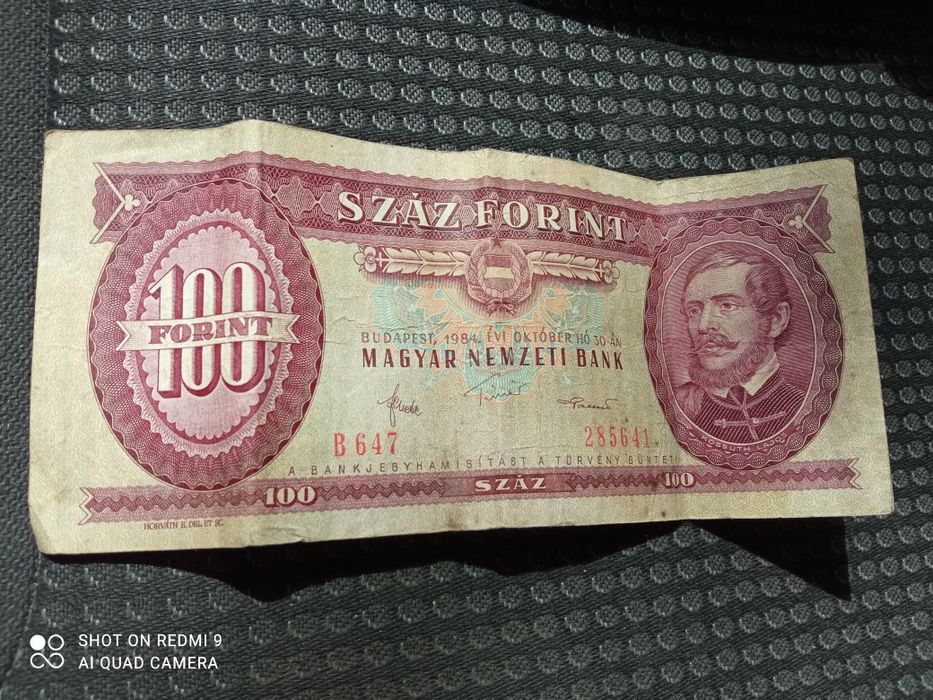 SZÁZ FORINT
100
FORINT
BUDAPEST, 1984. ÉVI OKTÓBER HÓ 30-ÁN
MAGYAR NEMZETI BANK
B 647
285641
KOSSUTH LAJOS
A BANKJEGYHAMISÍTÁST A TÖRVÉNY BÜNTETI
100
SZÁZ
100
HORVÁTH E. DEL. ET SC.
SHOT ON REDMI 9
AI QUAD CAMERA